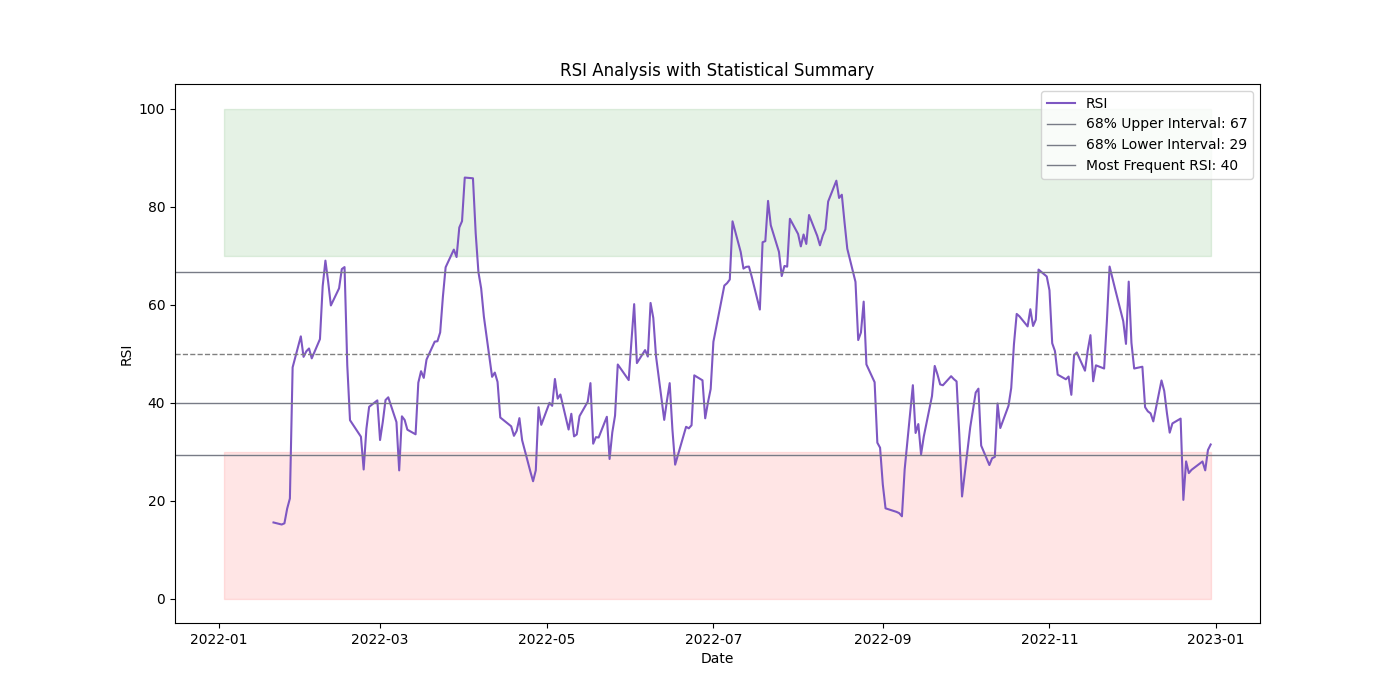 RSI Analysis with Statistical Summary
RSI
68% Upper Interval: 67
68% Lower Interval: 29
Most Frequent RSI: 40
100
80
60
40
20
0
RSI
2022-01
2022-03
2022-05
2022-07
2022-09
2022-11
2023-01
Date